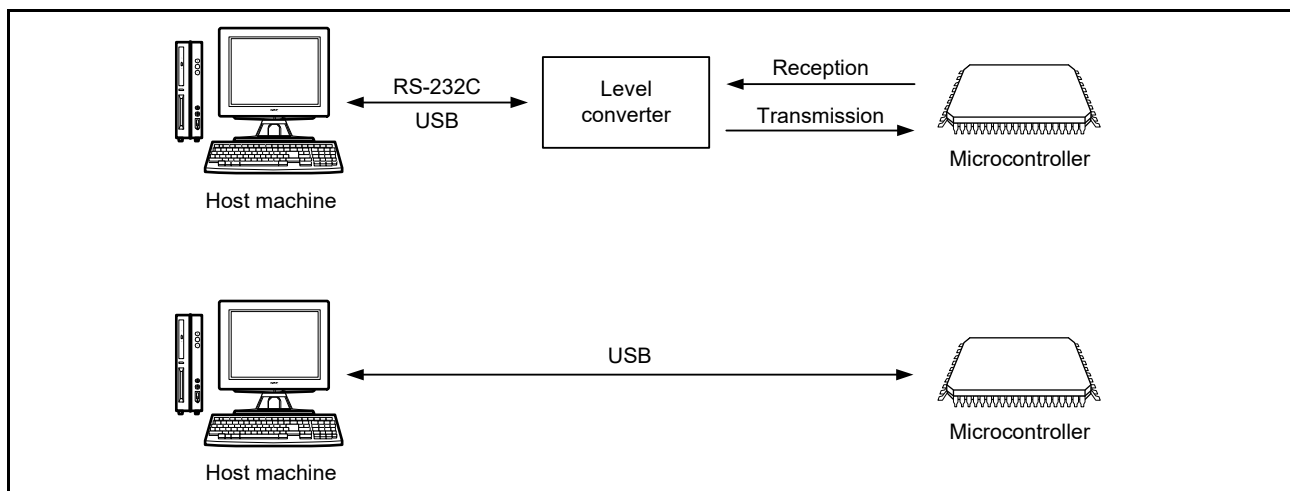 RS-232C
USB
Level
converter
Reception
Transmission
Microcontroller
Host machine
USB
Microcontroller
Host machine